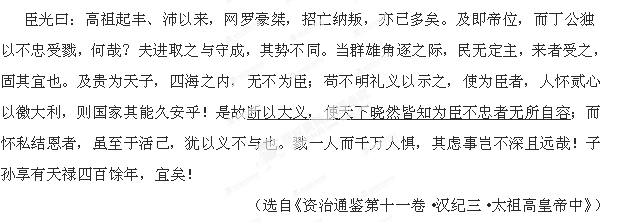 臣光曰：高祖起丰、沛以来，网罗豪桀，招亡纳叛，亦已多矣。及即帝位，而丁公独
以不忠受戮，何哉？夫进取之与守成，其势不同。当群雄角逐之际，民无定主，来者受之，
固其宜也。及贵为天子，四海之内，无不为臣；苟不明礼义以示之，使为臣者，人怀贰心
以徼大利，则国家其能久安乎！是故断以大义，使天下晓然皆知为臣不忠者无所自容；而
怀私结恩者，虽至于活己，犹以义不与也。戮一人而千万人惧，其虑事岂不深且远哉！子
孙享有天禄四百馀年，宜矣！
（选自《资治通鉴第十一卷·汉纪三·太祖高皇帝中》）